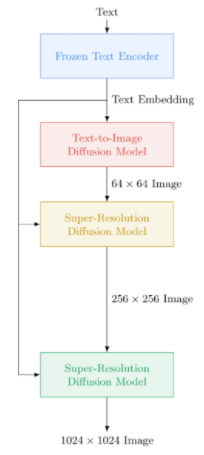 Text
Frozen Text Encoder
Text Embedding
Text-to-Image
Diffusion Model
64 × 64 Image
Super-Resolution
Diffusion Model
256 × 256 Image
Super-Resolution
Diffusion Model
1024 × 1024 Image